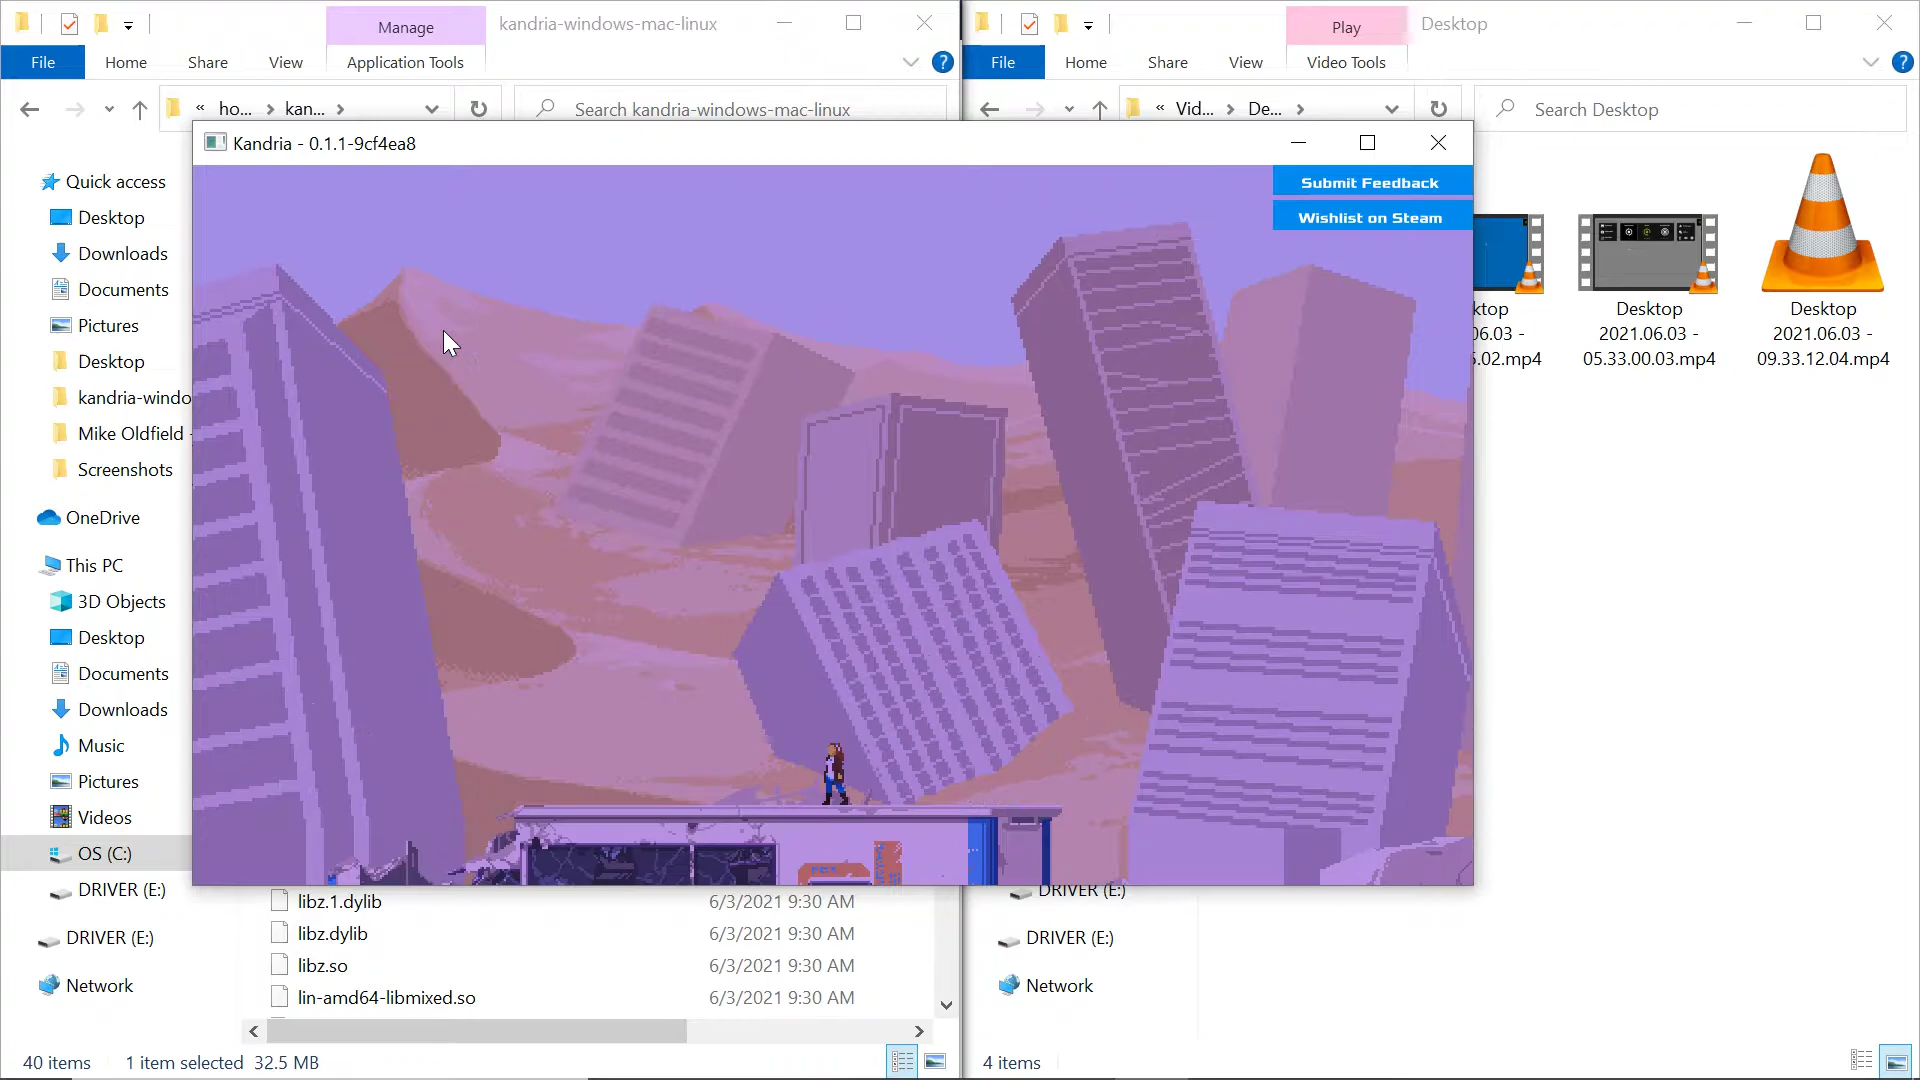 Manage
kandria-windows-mac-linux
Play
Desktop
File
Home
Share
View
Application Tools
File
Home
Share
View
Video Tools
« ho... > kan... >
Search kandria-windows-mac-linux
« Vid... > De... >
Search Desktop
Kandria - 0.1.1-9cf4ea8
Submit Feedback
Wishlist on Steam
Quick access
Desktop
Downloads
Documents
Pictures
Desktop
kandria-windo
Mike Oldfield -
Screenshots
OneDrive
This PC
3D Objects
Desktop
Documents
Downloads
Music
Pictures
Videos
OS (C:)
DRIVER (E:)
DRIVER (E:)
Network
libz.1.dylib 6/3/2021 9:30 AM
libz.dylib 6/3/2021 9:30 AM
libz.so 6/3/2021 9:30 AM
lin-amd64-libmixed.so 6/3/2021 9:30 AM
40 items
1 item selected 32.5 MB
ktop
06.03 -
5.02.mp4
Desktop
2021.06.03 -
05.33.00.03.mp4
Desktop
2021.06.03 -
09.33.12.04.mp4
DRIVER (E:)
DRIVER (E:)
Network
4 items